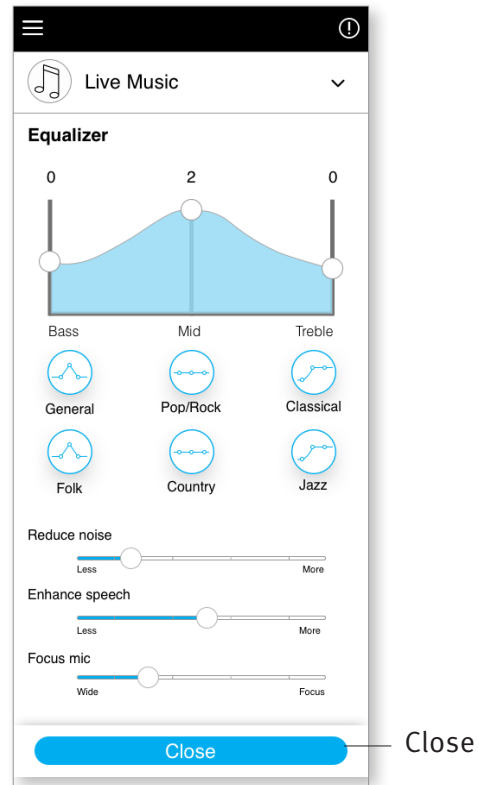 Live Music
Equalizer
0 2 0
Bass Mid Treble
General Pop/Rock Classical
Folk Country Jazz
Reduce noise
Less More
Enhance speech
Less More
Focus mic
Wide Focus
Close Close